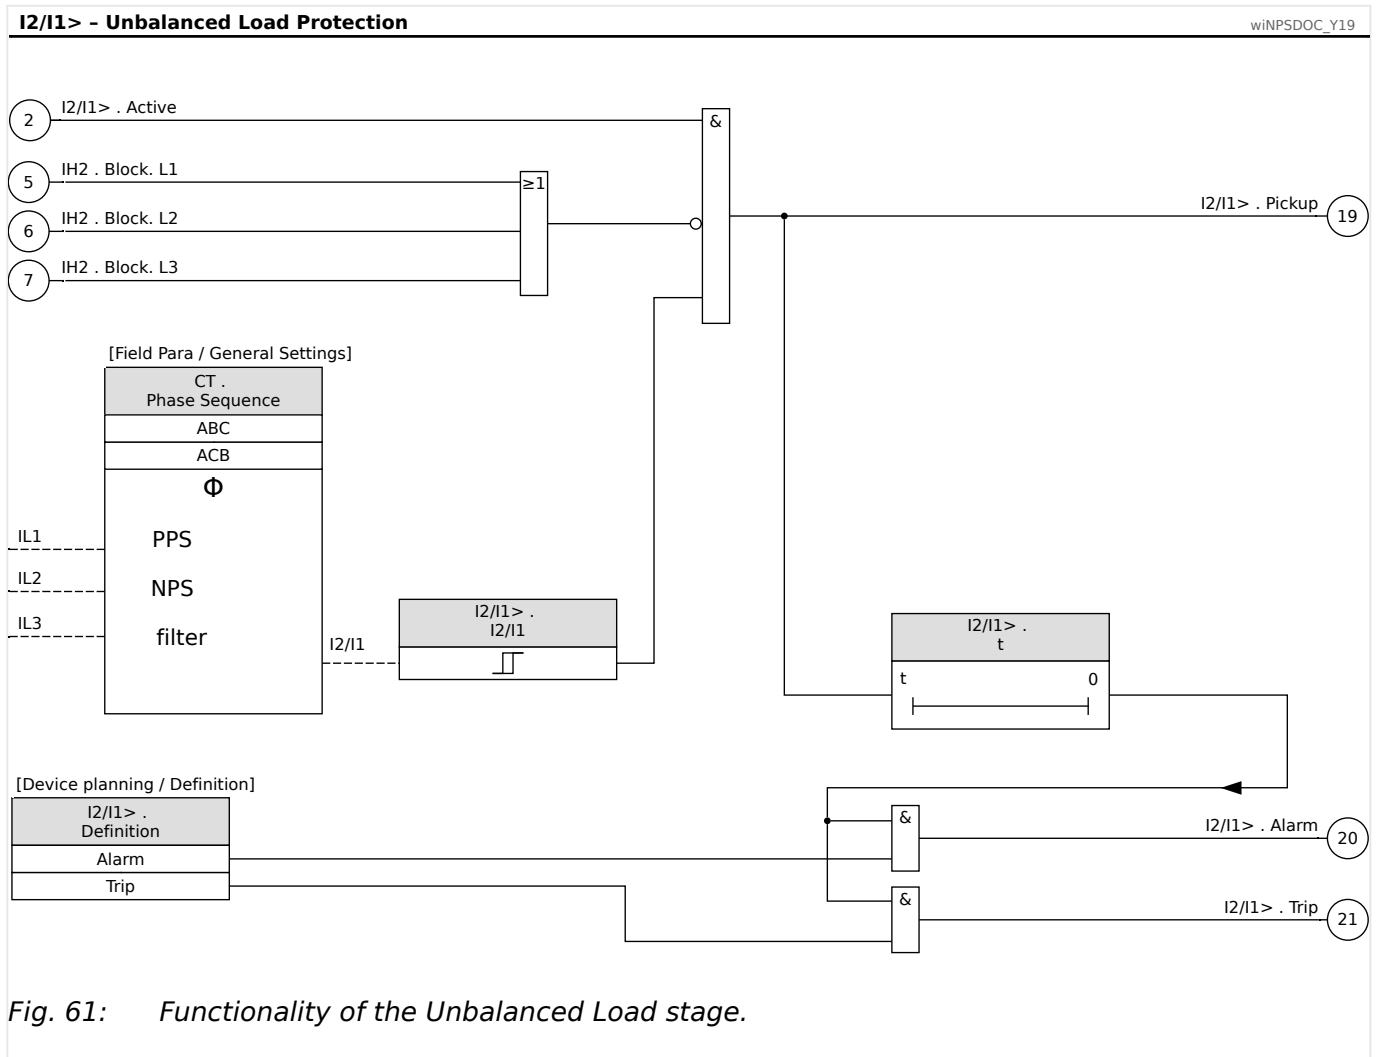 I2/I1> – Unbalanced Load Protection
wiNPSDOC_Y19
2
I2/I1> . Active
&
5
IH2 . Block. L1
≥1
6
IH2 . Block. L2
7
IH2 . Block. L3
I2/I1> . Pickup
19
[Field Para / General Settings]
CT .
Phase Sequence
ABC
ACB
Φ
IL1
PPS
IL2
NPS
IL3
filter
I2/I1
I2/I1> .
I2/I1
I2/I1> .
t
t 0
[Device planning / Definition]
I2/I1> .
Definition
Alarm
Trip
&
I2/I1> . Alarm
20
&
I2/I1> . Trip
21
Fig. 61: Functionality of the Unbalanced Load stage.